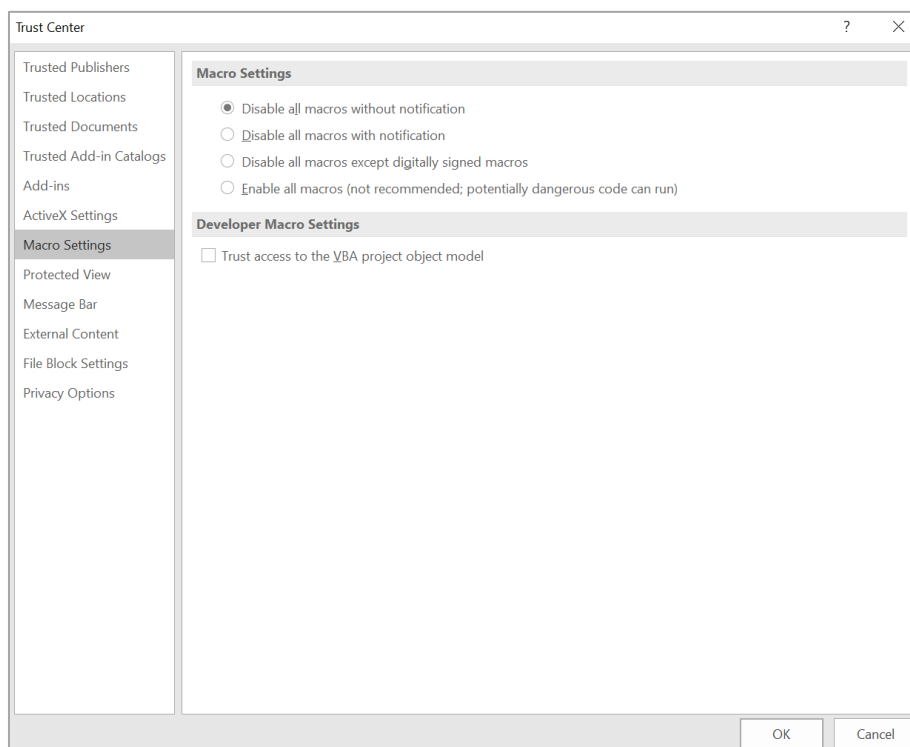 Trust Center
?
Trusted Publishers
Trusted Locations
Trusted Documents
Trusted Add-in Catalogs
Add-ins
ActiveX Settings
Macro Settings
Protected View
Message Bar
External Content
File Block Settings
Privacy Options
Macro Settings
Disable all macros without notification
Disable all macros with notification
Disable all macros except digitally signed macros
Enable all macros (not recommended; potentially dangerous code can run)
Developer Macro Settings
Trust access to the VBA project object model
OK
Cancel